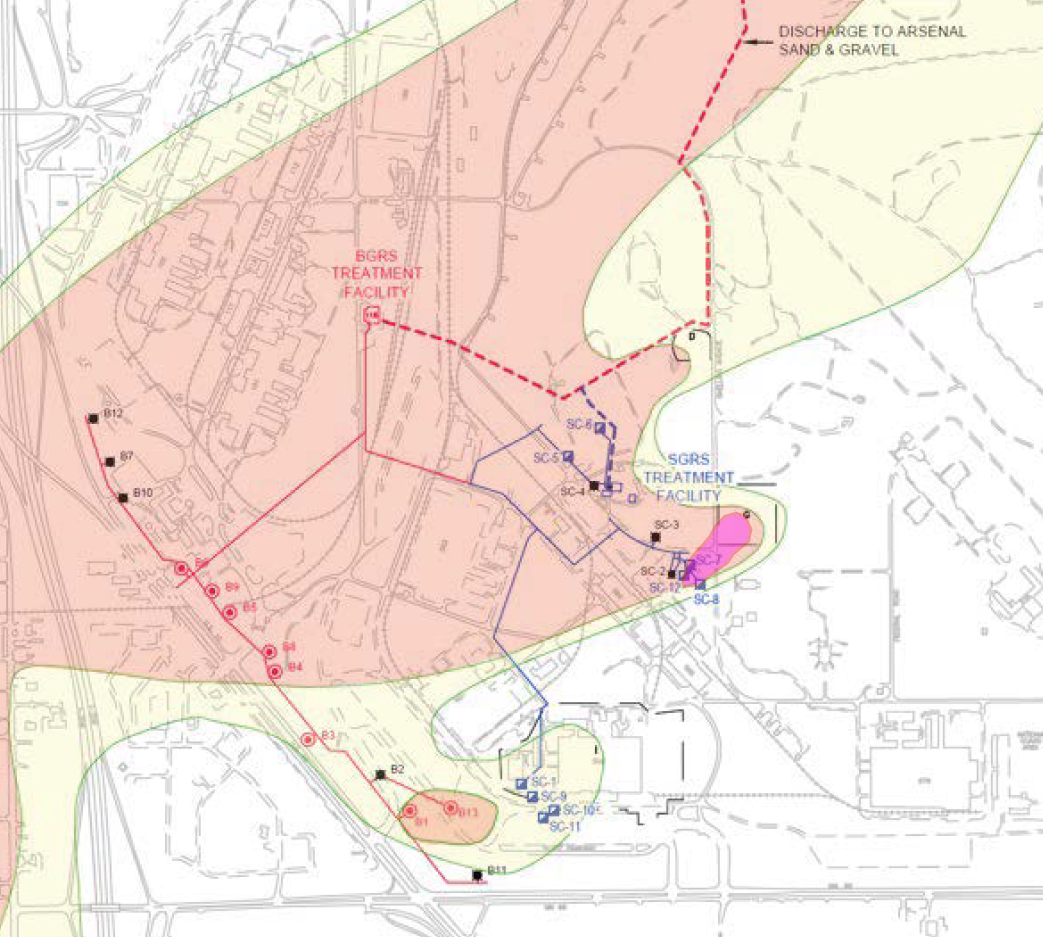 DISCHARGE TO ARSENAL
SAND & GRAVEL
BGRS
TREATMENT
FACILITY
B12
SC-6
B7
SC-5
SGRS
TREATMENT
FACILITY
SC-4
B10
G
SC-3
SC-7
SC-2
SC-12
SC-8
B9
B5
B4
B3
I
B2
SC-1
SC-9
SC-10
SC-11
B13
B1
B11
D